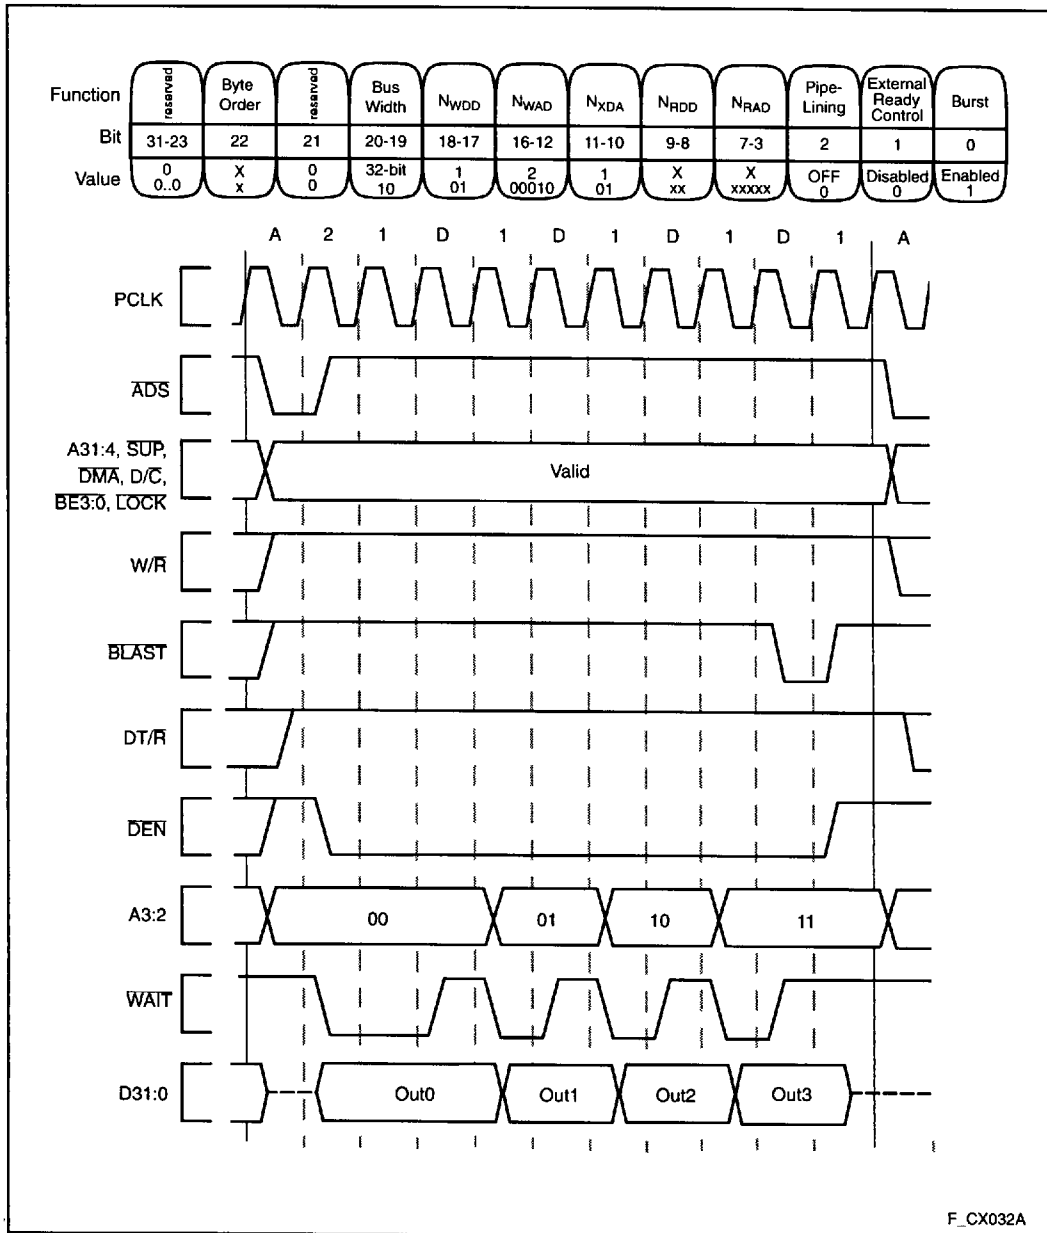 Function reserved Byte Order reserved Bus Width NWDD NWAD NXDA NRDD NRAD Pipe-Lining External Ready Control Burst
Bit 31-23 22 21 20-19 18-17 16-12 11-10 9-8 7-3 2 1 0
Value 0 X 0 32-bit 1 2 1 X X OFF Disabled Enabled
0..0 x 0 10 01 00010 01 xx xxxxx 0 0 1
A 2 1 D 1 D 1 D 1 D 1 A
PCLK
ADS
A31:4, SUP,
DMA, D/C,
BE3:0, LOCK
Valid
W/R
BLAST
DT/R
DEN
A3:2 00 01 10 11
WAIT
D31:0 Out0 Out1 Out2 Out3
F_CX032A